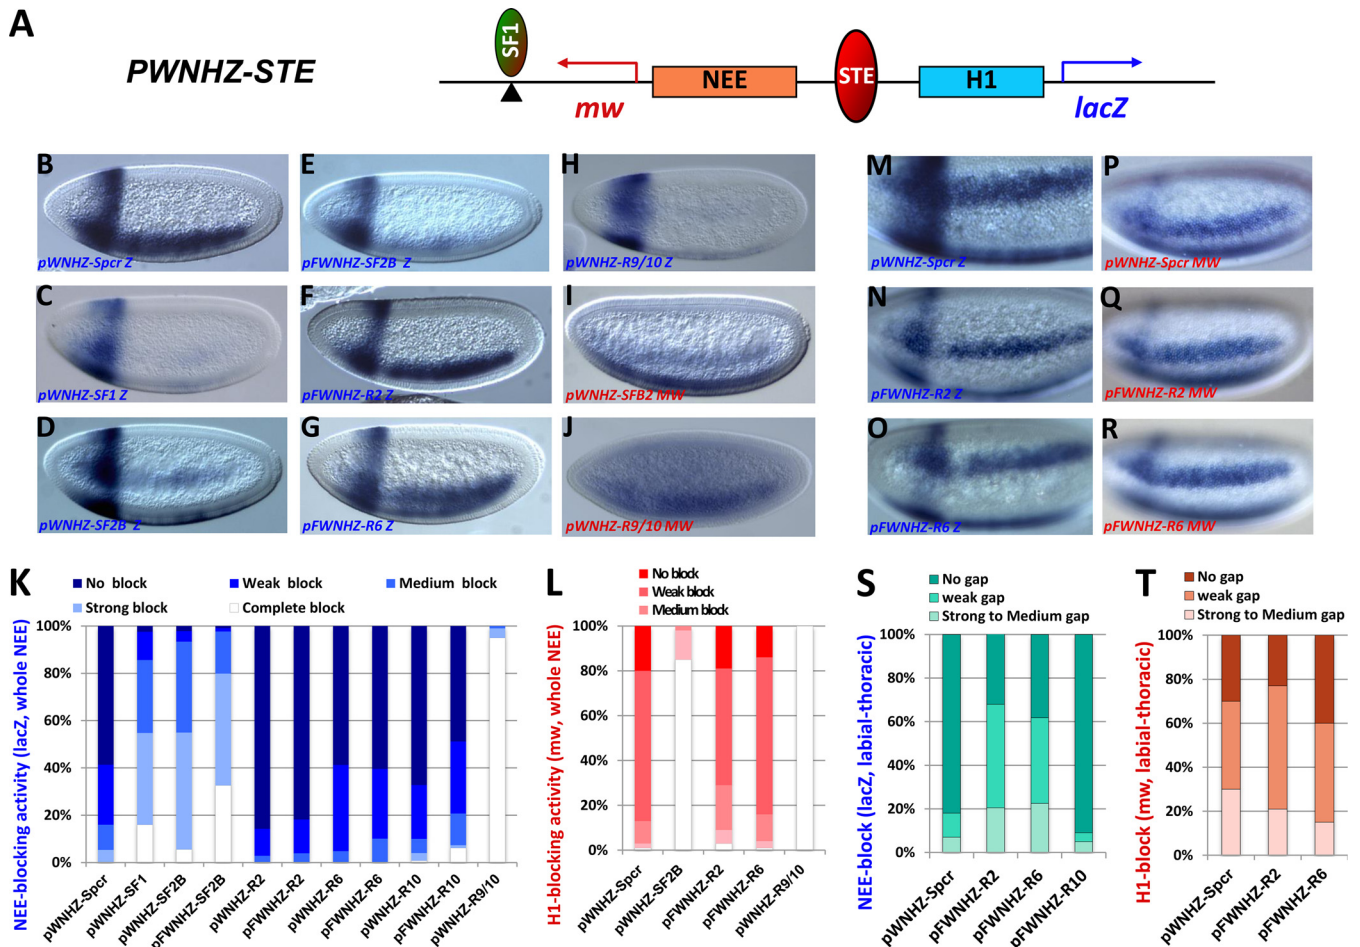 A
PWNHZ-STE
SF1
mw
NEE
STE
H1
lacZ
B
pWNHZ-Spcr Z
C
pWNHZ-SF1 Z
D
pWNHZ-SF2B Z
E
pFWNHZ-SF2B Z
F
pFWNHZ-R2 Z
G
pFWNHZ-R6 Z
H
pWNHZ-R9/10 Z
I
pWNHZ-SFB2 MW
J
pWNHZ-R9/10 MW
M
pWNHZ-Spcr Z
N
pFWNHZ-R2 Z
O
pFWNHZ-R6 Z
P
pWNHZ-Spcr MW
Q
pFWNHZ-R2 MW
R
pFWNHZ-R6 MW
K
No block
Weak block
Medium block
Strong block
Complete block
NEE-blocking activity (lacZ, whole NEE)
100%
80%
60%
40%
20%
0%
pWNHZ-Spcr
pWNHZ-SF1
pWNHZ-SF2B
pFWNHZ-SF2B
pWNHZ-R2
pFWNHZ-R2
pWNHZ-R6
pFWNHZ-R6
pWNHZ-R10
pFWNHZ-R10
pWNHZ-R9/10
L
No block
Weak block
Medium block
H1-blocking activity (mw, whole NEE)
100%
80%
60%
40%
20%
0%
pWNHZ-Spcr
pWNHZ-SF2B
pFWNHZ-R2
pFWNHZ-R6
pWNHZ-R9/10
S
No gap
weak gap
Strong to Medium gap
NEE-block (lacZ, labial-thoracic)
100%
80%
60%
40%
20%
0%
pWNHZ-Spcr
pFWNHZ-R2
pFWNHZ-R6
pFWNHZ-R10
T
No gap
weak gap
Strong to Medium gap
H1-block (mw, labial-thoracic)
100%
80%
60%
40%
20%
0%
pWNHZ-Spcr
pFWNHZ-R2
pFWNHZ-R6